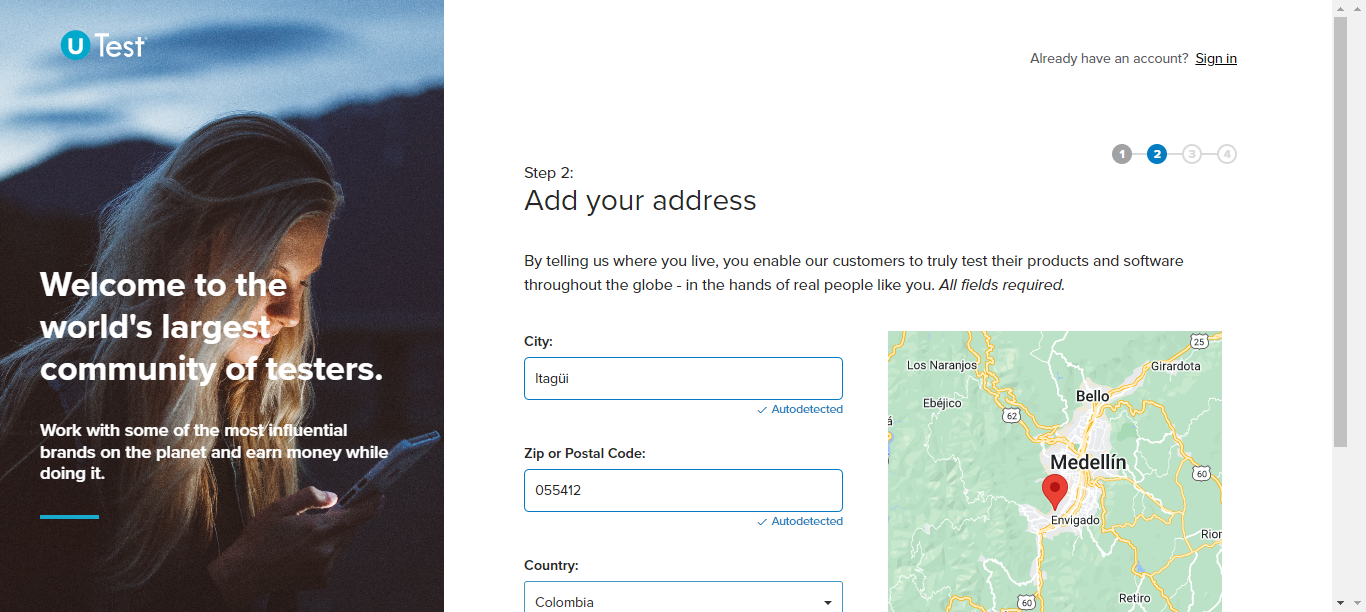 U Test
Already have an account? Sign in
1 2 3 4
Step 2:
Add your address
By telling us where you live, you enable our customers to truly test their products and software
throughout the globe - in the hands of real people like you. All fields required.
Welcome to the
world's largest
community of testers.
Work with some of the most influential
brands on the planet and earn money while
doing it.
City:
Itagüi
✓ Autodetected
Zip or Postal Code:
055412
✓ Autodetected
Country:
Colombia
25
Los Naranjos
Girardota
Bello
Ebéjico
62
á
Medellín
60
Envigado
Rior
60
Retiro